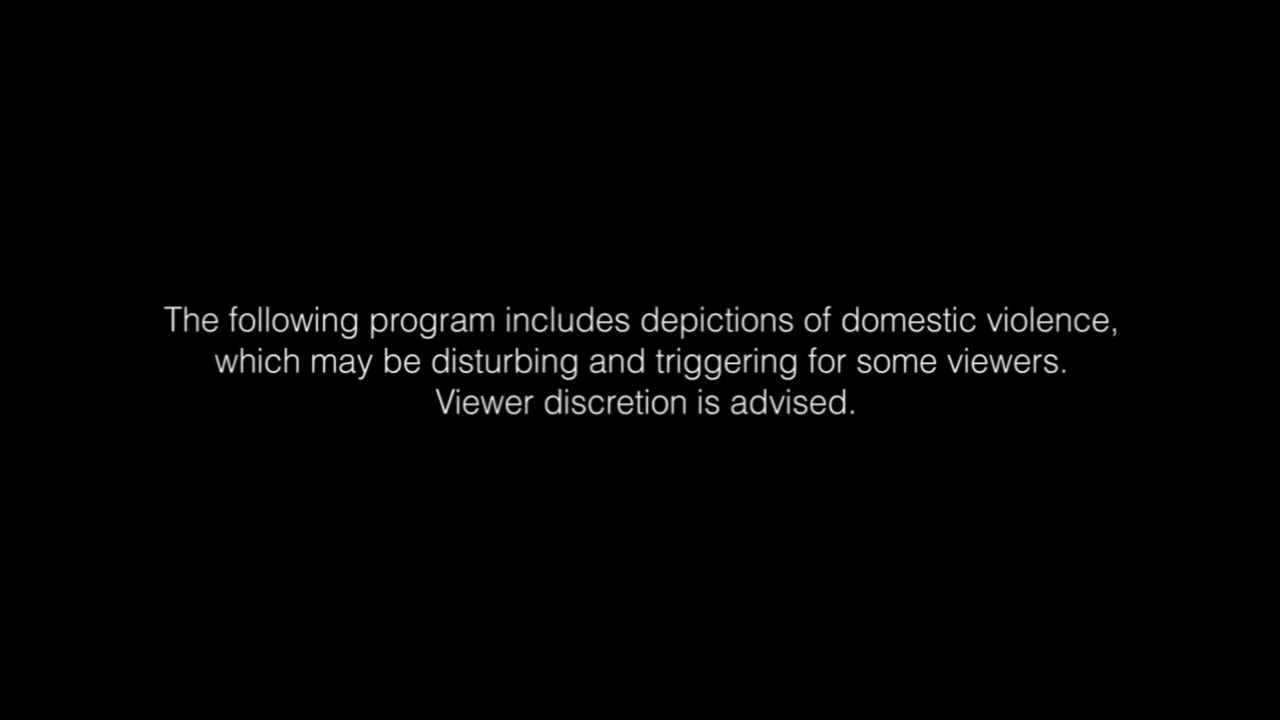 The following program includes depictions of domestic violence,
which may be disturbing and triggering for some viewers.
Viewer discretion is advised.